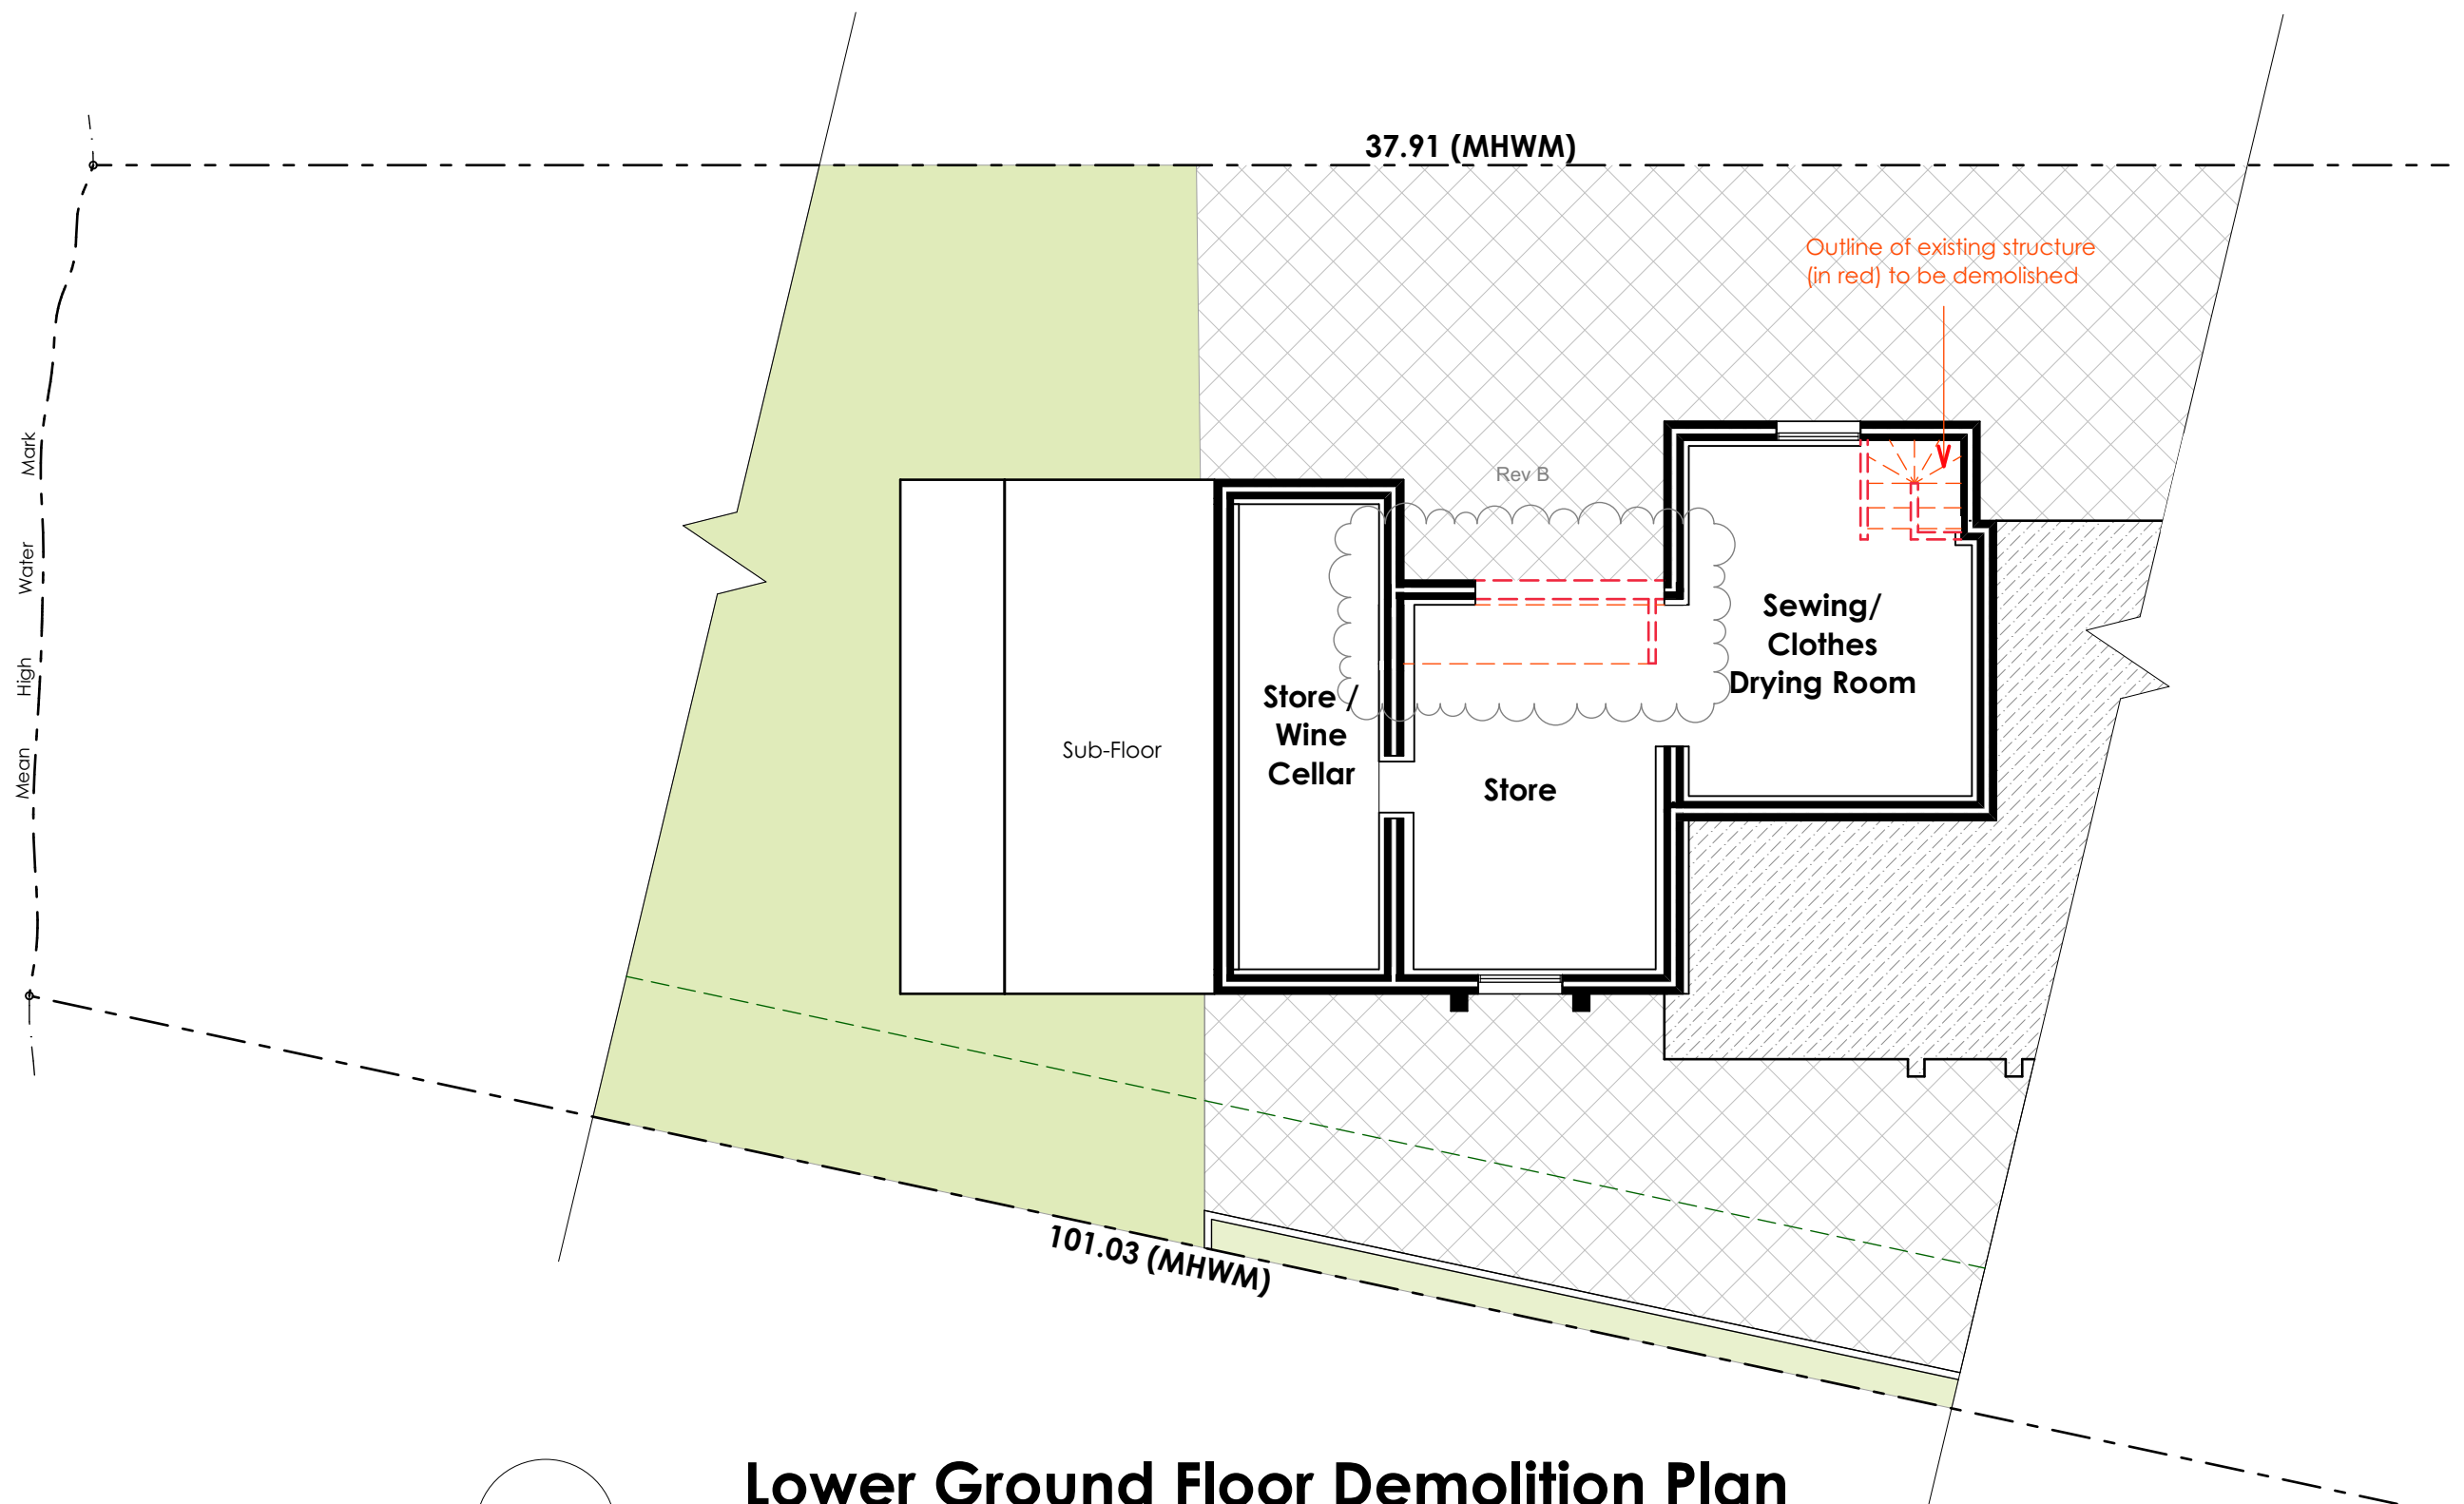 37.91 (MHWM)
Outline of existing structure
(in red) to be demolished
Rev B
Mean High Water Mark
Sewing/
Clothes
Drying Room
Store /
Wine
Cellar
Sub-Floor
Store
101.03 (MHWM)
Lower Ground Floor Demolition Plan